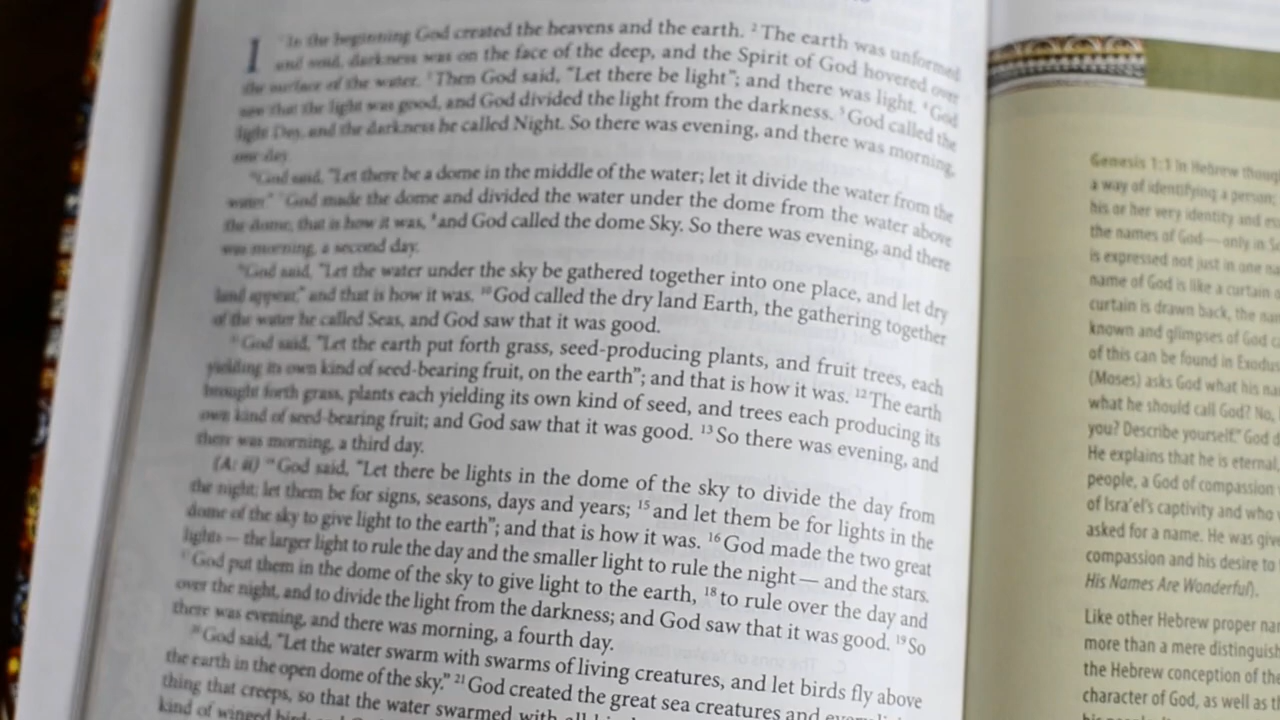 1 In the beginning God created the heavens and the earth. 2 The earth was unformed
and void, darkness was on the face of the deep, and the Spirit of God hovered over
the surface of the water. 3 Then God said, "Let there be light"; and there was light. 4 God
saw that the light was good, and God divided the light from the darkness. 5 God called the
light Day, and the darkness he called Night. So there was evening, and there was morning,
one day.
6 God said, "Let there be a dome in the middle of the water; let it divide the water from the
water." 7 God made the dome and divided the water under the dome from the water above
the dome; that is how it was, 8 and God called the dome Sky. So there was evening, and there
was morning, a second day.
9 God said, "Let the water under the sky be gathered together into one place, and let dry
land appear," and that is how it was. 10 God called the dry land Earth, the gathering together
of the water he called Seas, and God saw that it was good.
11 God said, "Let the earth put forth grass, seed-producing plants, and fruit trees, each
yielding its own kind of seed-bearing fruit, on the earth"; and that is how it was. 12 The earth
brought forth grass, plants each yielding its own kind of seed, and trees each producing its
own kind of seed-bearing fruit; and God saw that it was good. 13 So there was evening, and
there was morning, a third day.
(A: ii) 14 God said, "Let there be lights in the dome of the sky to divide the day from
the night; let them be for signs, seasons, days and years; 15 and let them be for lights in the
dome of the sky to give light to the earth"; and that is how it was. 16 God made the two great
lights — the larger light to rule the day and the smaller light to rule the night — and the stars.
17 God put them in the dome of the sky to give light to the earth, 18 to rule over the day and
over the night, and to divide the light from the darkness; and God saw that it was good. 19 So
there was evening, and there was morning, a fourth day.
20 God said, "Let the water swarm with swarms of living creatures, and let birds fly above
the earth in the open dome of the sky." 21 God created the great sea creatures and
thing that creeps, so that the water swarmed with all
kind of winged
Genesis 1:1 In Hebrew
a way of identifying a person;
his or her very identity and
the names of God—only in
is expressed not just in one
name of God is like a curtain
curtain is drawn back, the
known and glimpses of God
of this can be found in Exodus
(Moses) asks God what his
what he should call God? No,
you? Describe yourself." God
He explains that he is eternal,
people, a God of compassion
of Isra'el's captivity and who
asked for a name. He was
compassion and his desire to
His Names Are Wonderful).
Like other Hebrew proper
more than a mere
the Hebrew conception of the
character of God, as well as